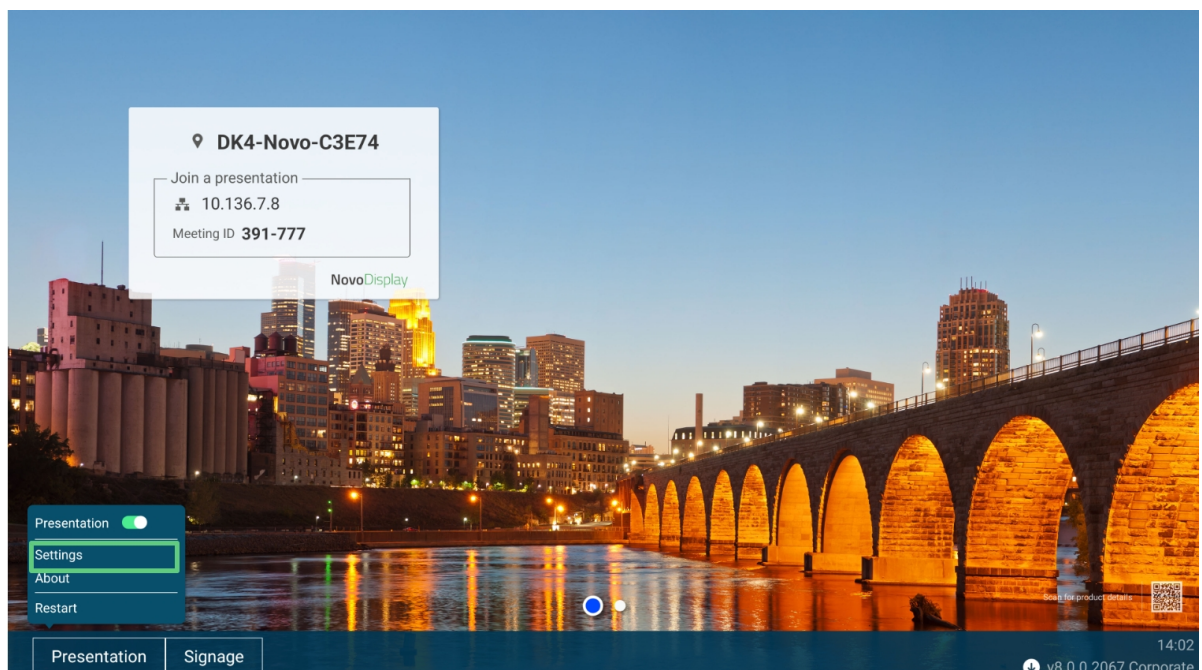 DK4-Novo-C3E74
Join a presentation
10.136.7.8
Meeting ID 391-777
NovoDisplay
Presentation
Settings
About
Restart
Scan for product details
Presentation Signage
14:02
v8.0.0.2067 Corporate